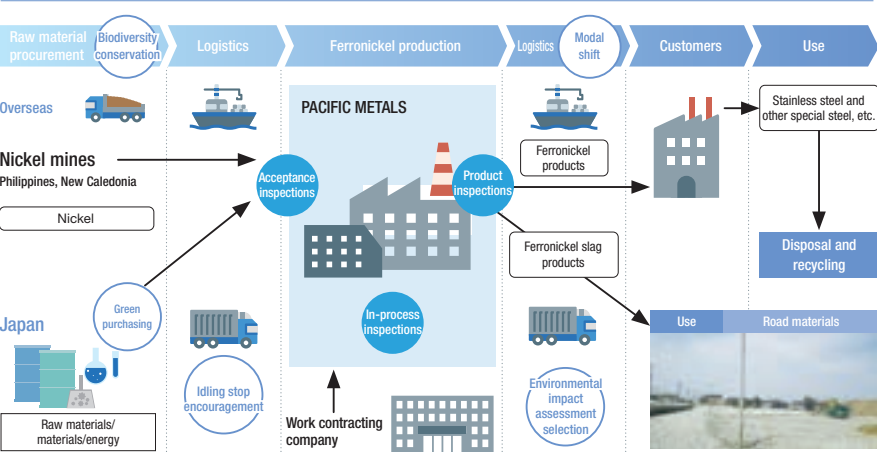 Raw material
procurement
Biodiversity
conservation
Logistics
Ferronickel production
Logistics
Modal
shift
Customers
Use
Overseas
Nickel mines
Philippines, New Caledonia
Nickel
Acceptance
inspections
PACIFIC METALS
Product
inspections
In-process
inspections
Ferronickel
products
Ferronickel slag
products
Stainless steel and
other special steel, etc.
Disposal and
recycling
Japan
Green
purchasing
Raw materials/
materials/energy
Idling stop
encouragement
Work contracting
company
Environmental
impact
assessment
selection
Use
Road materials